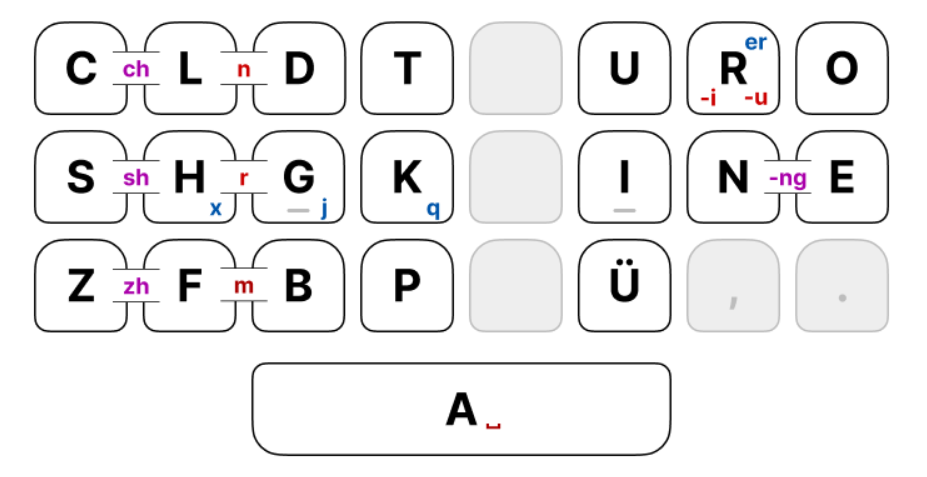 C ch L n D T U R er -i -u O
S sh H x r G j K q I N -ng E
Z zh F m B P Ü , .
A ␣